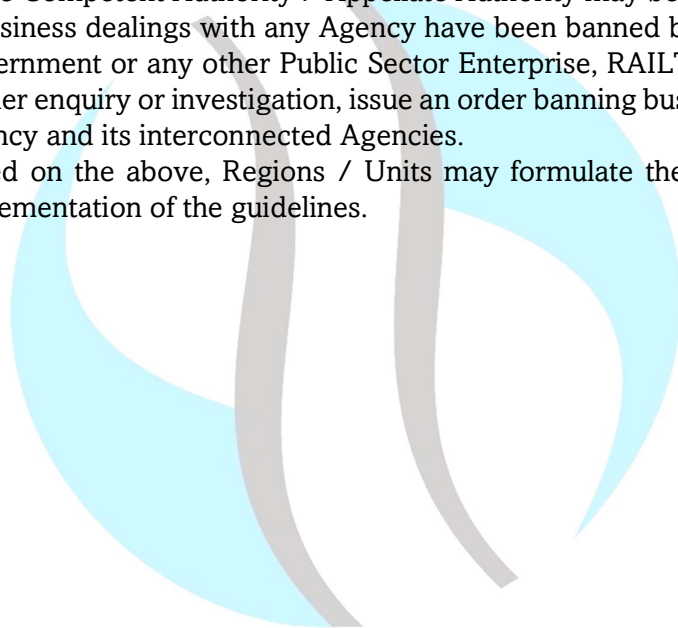 Competent Authority / Appellate Authority may be
siness dealings with any Agency have been banned b
ernment or any other Public Sector Enterprise, RAILT
er enquiry or investigation, issue an order banning bus
ncy and its interconnected Agencies.
ed on the above, Regions / Units may formulate the
ementation of the guidelines.